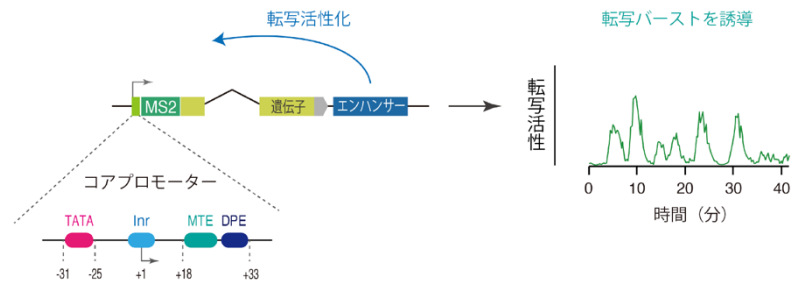 転写活性化
MS2
遺伝子
エンハンサー
コアプロモーター
TATA
Inr
MTE
DPE
-31
-25
+1
+18
+33
転写バーストを誘導
転写活性
0
10
20
30
40
時間（分）